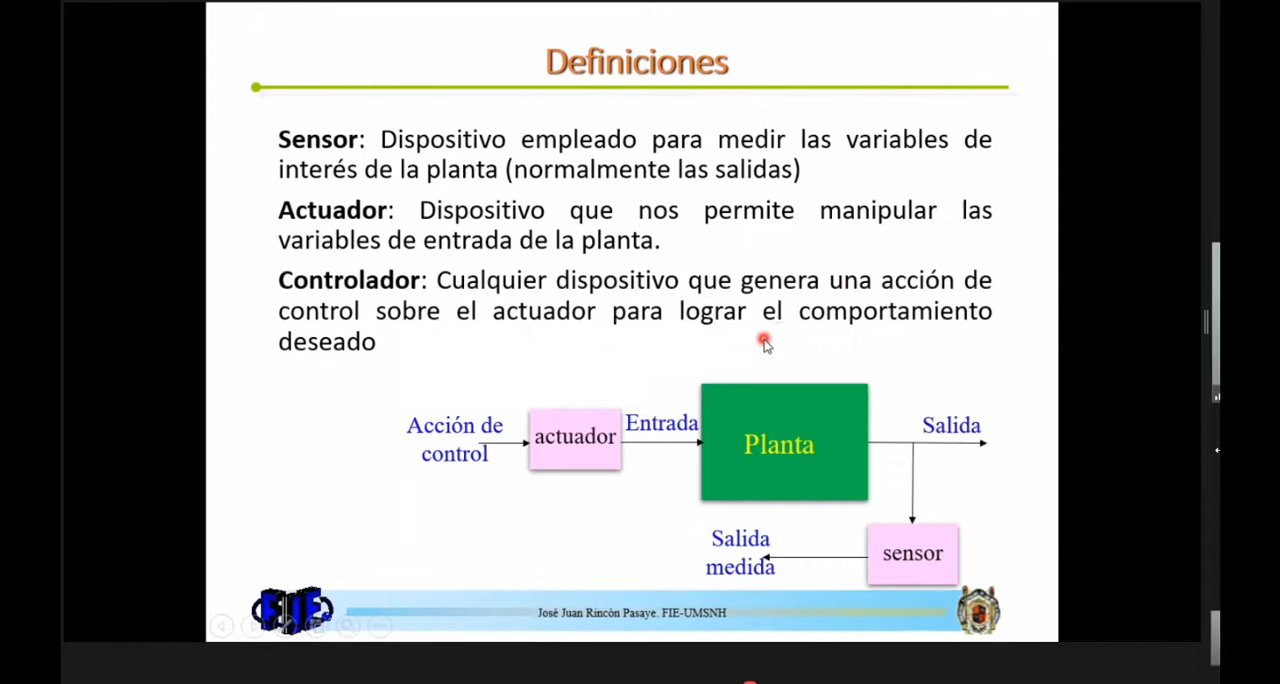 Definiciones
Sensor: Dispositivo empleado para medir las variables de
interés de la planta (normalmente las salidas)
Actuador: Dispositivo que nos permite manipular las
variables de entrada de la planta.
Controlador: Cualquier dispositivo que genera una acción de
control sobre el actuador para lograr el comportamiento
deseado
Acción de
control
actuador
Entrada
Planta
Salida
Salida
medida
sensor
FIE
José Juan Rincón Pasaye. FIE-UMSNH